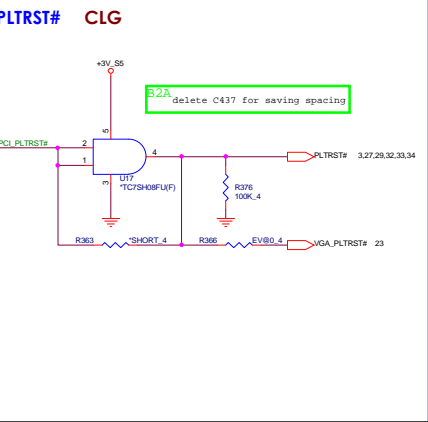 PLTRST# CLG
+3V_S5
B2A
delete C437 for saving spacing
PCI_PLTRST#
5
2
1
4
3
U17
*TC7SH08FU(F)
PLTRST# 3,27,29,32,33,34
R376
100K_4
R363 *SHORT_4
R366 EV@0_4
VGA_PLTRST# 23